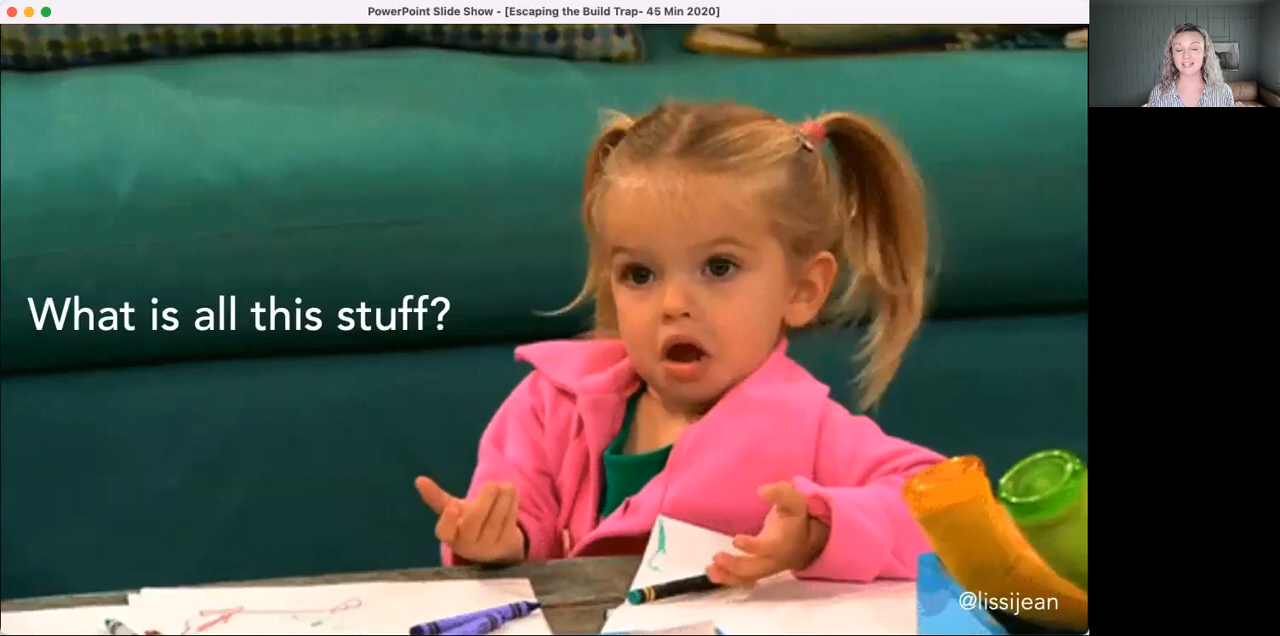 PowerPoint Slide Show - [Escaping the Build Trap- 45 Min 2020]
What is all this stuff?
@lissijean